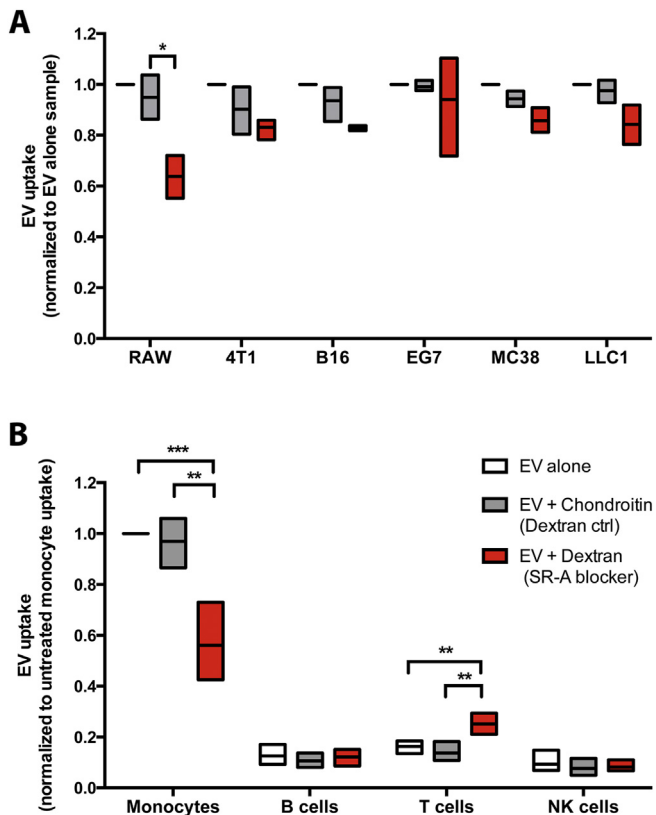 A
EV uptake
(normalized to EV alone sample)
1.2
1.0
0.8
0.6
0.4
0.2
0.0
*
RAW 4T1 B16 EG7 MC38 LLC1
B
EV uptake
(normalized to untreated monocyte uptake)
1.2
1.0
0.8
0.6
0.4
0.2
0.0
***
**
**
**
EV alone
EV + Chondroitin
(Dextran ctrl)
EV + Dextran
(SR-A blocker)
Monocytes B cells T cells NK cells